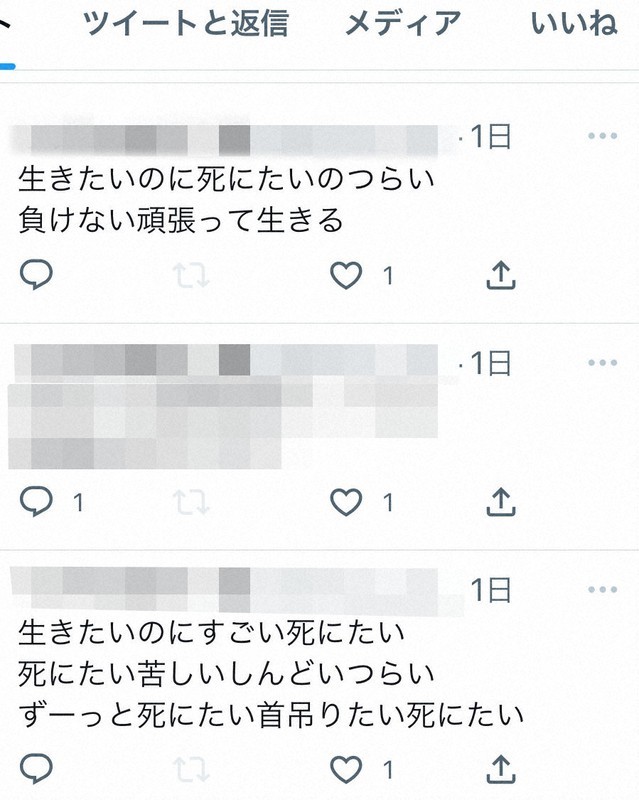 ツイートと返信 メディア いいね
・1日
生きたいのに死にたいのつらい
負けない頑張って生きる
1
・1日
1 1
1日
生きたいのにすごい死にたい
死にたい苦しいしんどいつらい
ずーっと死にたい首吊りたい死にたい
1